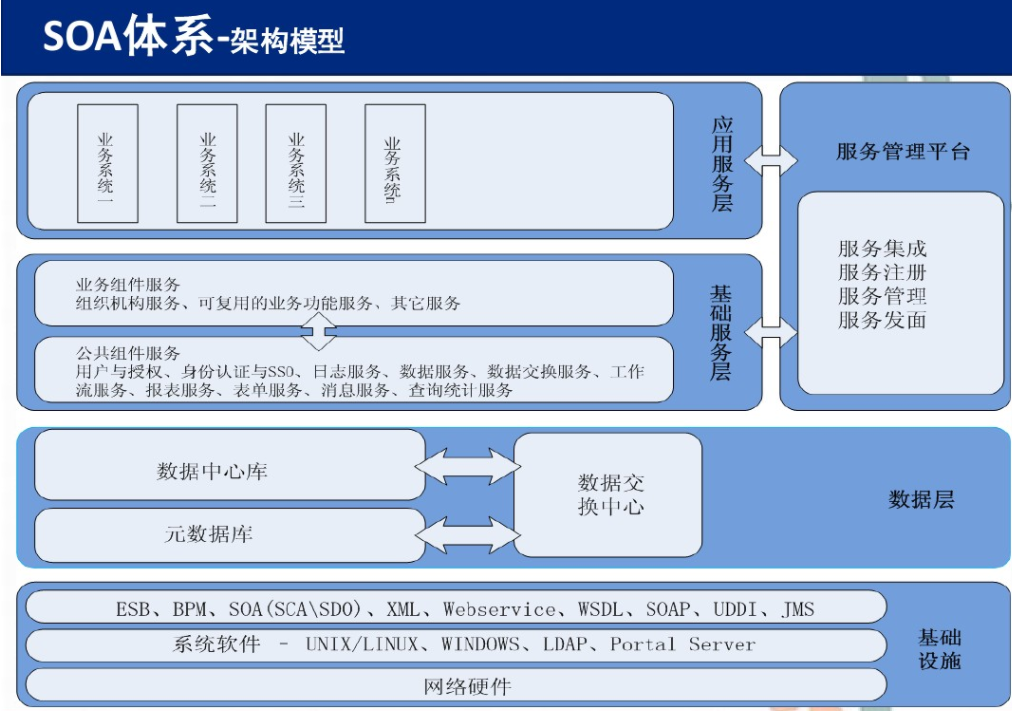 SOA体系-架构模型
业务系统一
业务系统二
业务系统三
业务系统n
应用服务层
服务管理平台
服务集成
服务注册
服务管理
服务发面
业务组件服务
组织机构服务、可复用的业务功能服务、其它服务
公共组件服务
用户与授权、身份认证与SSO、日志服务、数据服务、数据交换服务、工作
流服务、报表服务、表单服务、消息服务、查询统计服务
基础服务层
数据中心库
元数据库
数据交
换中心
数据层
ESB、BPM、SOA(SCA\SDO)、XML、Webservice、WSDL、SOAP、UDDI、JMS
系统软件 - UNIX/LINUX、WINDOWS、LDAP、Portal Server
网络硬件
基础
设施